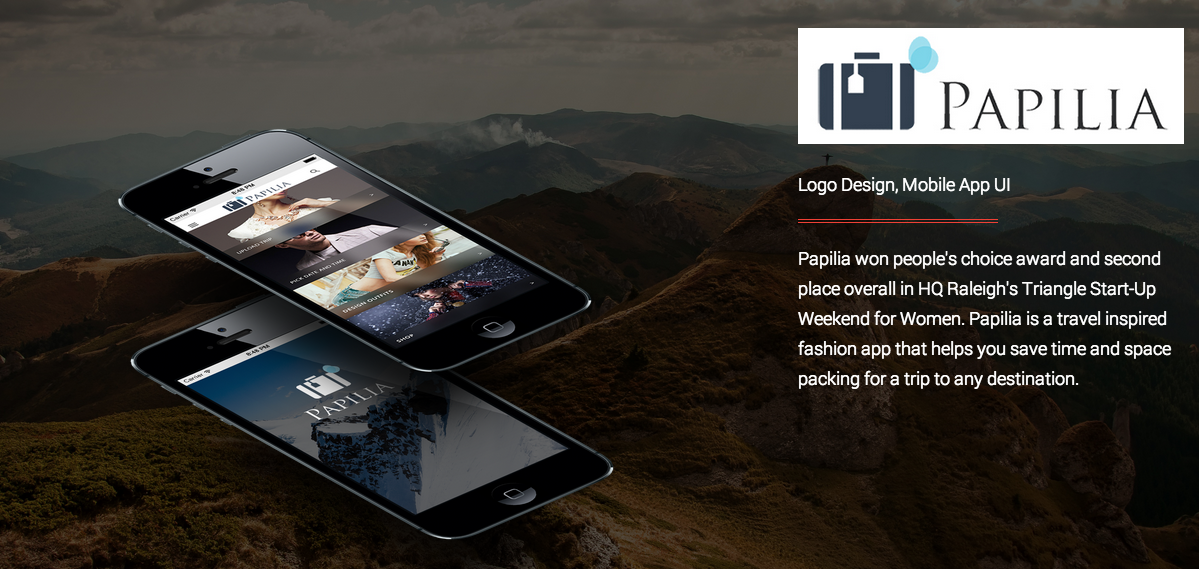 PAPILIA
Logo Design, Mobile App UI
Papilia won people's choice award and second
place overall in HQ Raleigh's Triangle Start-Up
Weekend for Women. Papilia is a travel inspired
fashion app that helps you save time and space
packing for a trip to any destination.
Carrier 8:48 PM
PAPILIA
UPLOAD TRIP
PICK DATE AND TIME
DESIGN OUTFITS
SHOP
Carrier 8:48 PM
PAPILIA